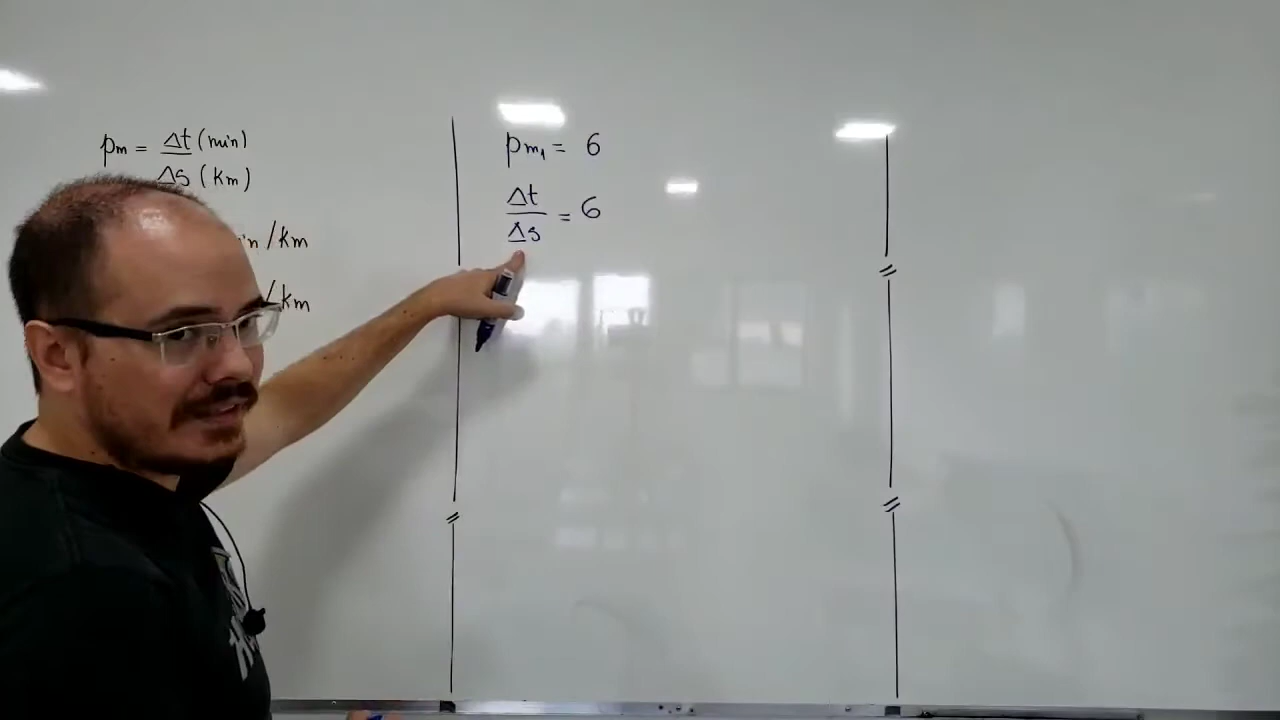 pm = Δt (min)
Δs (km)
/km
/km
pm₁ = 6
Δt
Δs = 6